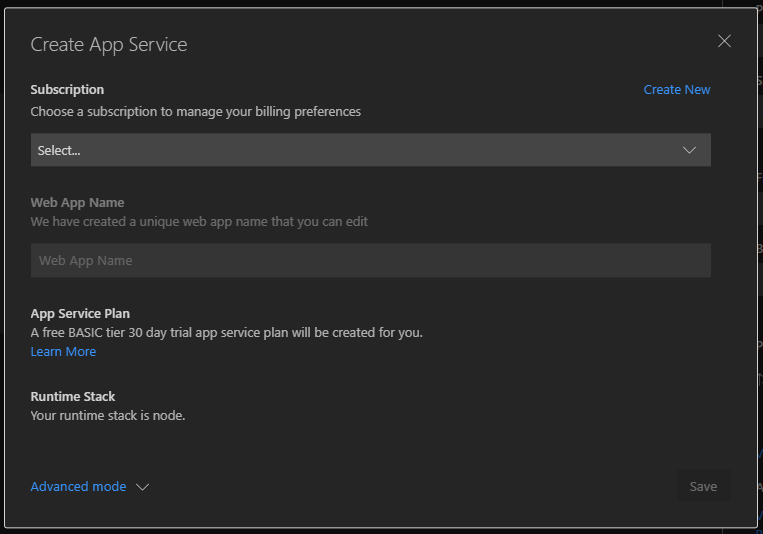 Create App Service
Subscription
Create New
Choose a subscription to manage your billing preferences
Select...
Web App Name
We have created a unique web app name that you can edit
Web App Name
App Service Plan
A free BASIC tier 30 day trial app service plan will be created for you.
Learn More
Runtime Stack
Your runtime stack is node.
Advanced mode
Save